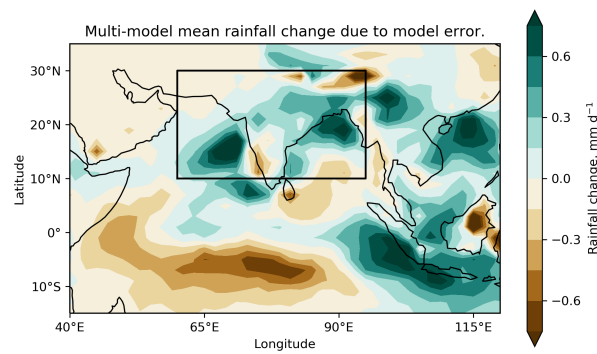 Multi-model mean rainfall change due to model error.
30°N
20°N
10°N
0°
10°S
Latitude
40°E
65°E
90°E
115°E
Longitude
0.6
0.3
0.0
−0.3
−0.6
Rainfall change. mm d⁻¹